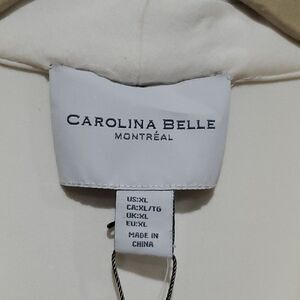 CAROLINA BELLE
MONTRÉAL
US:XL
CA:XL/TG
UK:XL
EU:XL
MADE IN
CHINA